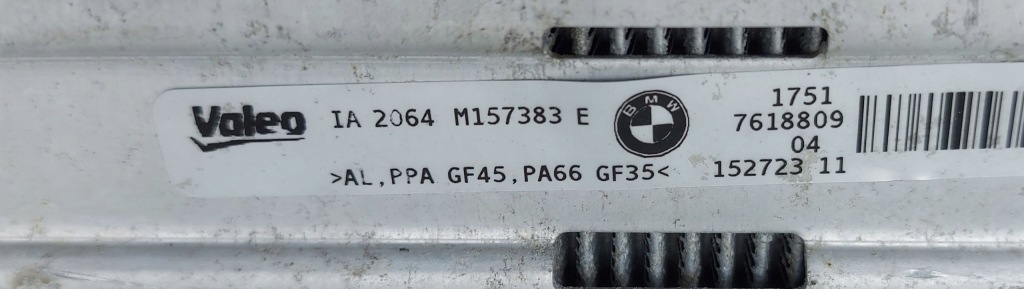 Valeo IA 2064 M157383 E BMW 1751
7618809
04
>AL,PPA GF45,PA66 GF35< 152723 11